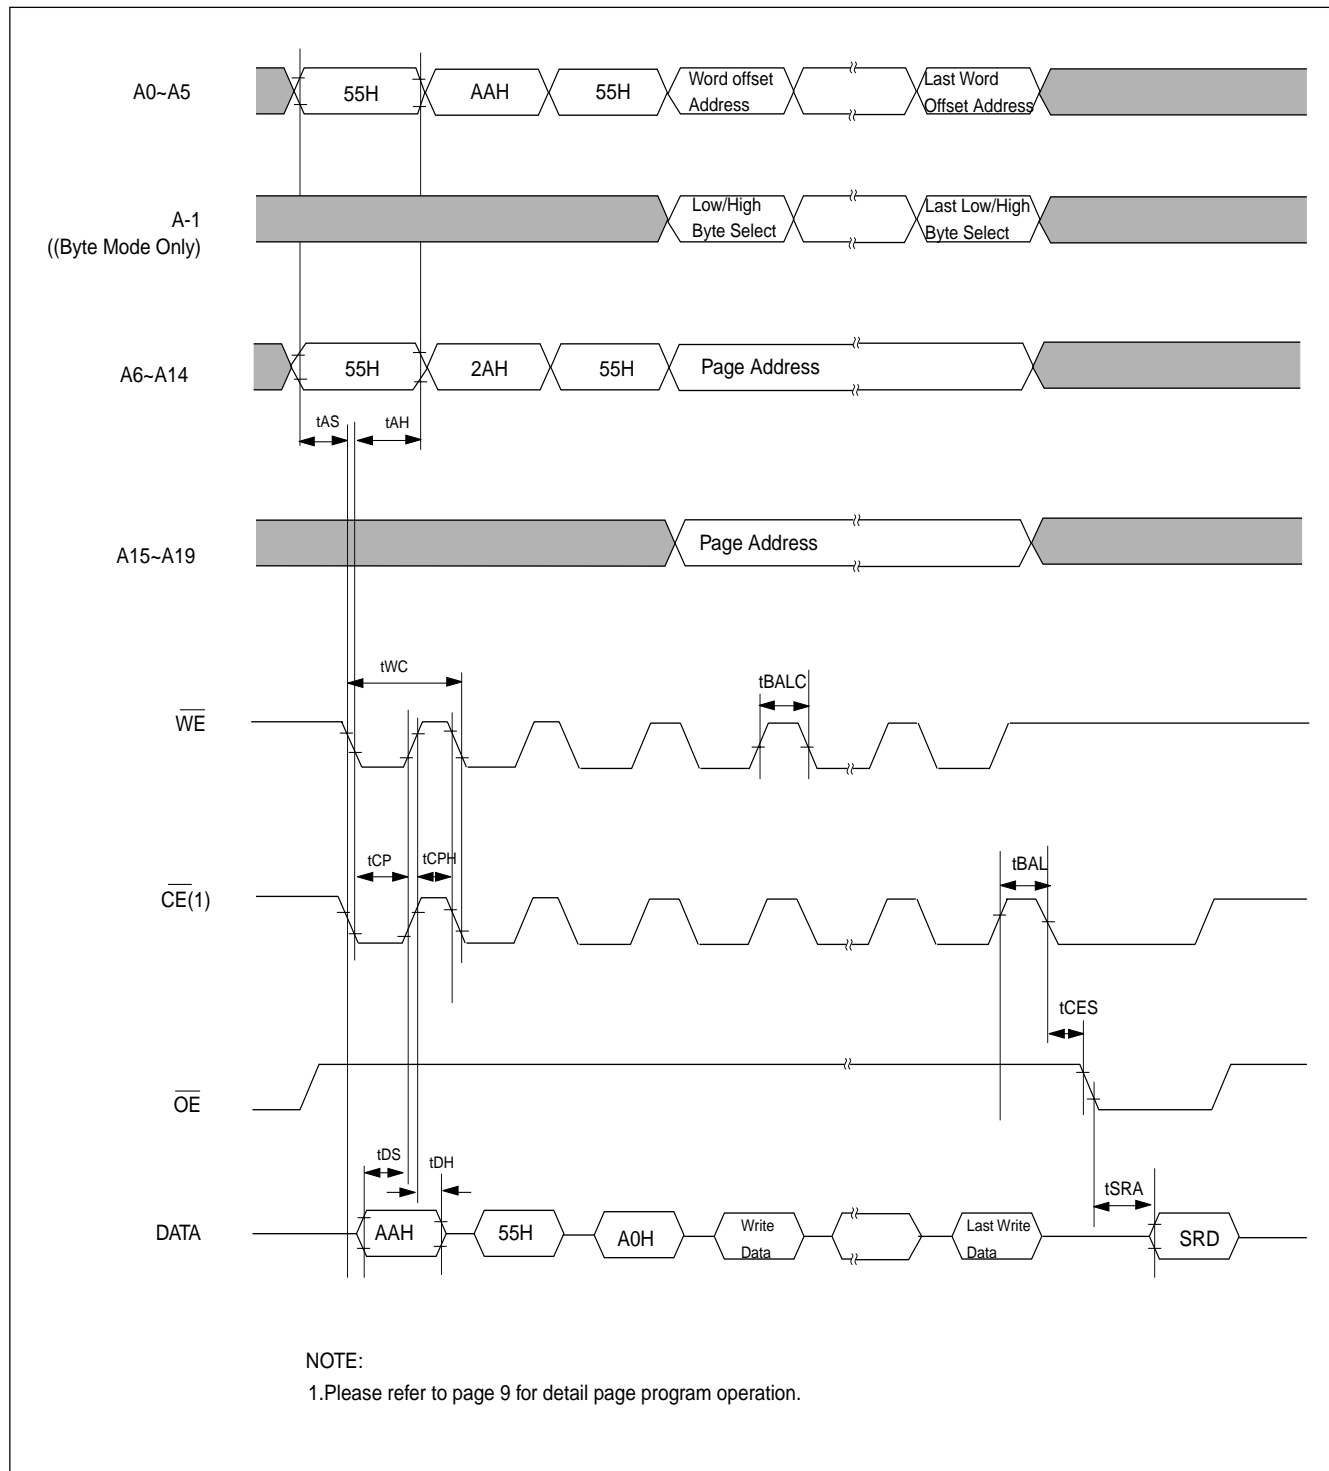 A0~A5
55H
AAH
55H
Word offset
Address
Last Word
Offset Address
A-1
((Byte Mode Only)
Low/High
Byte Select
Last Low/High
Byte Select
A6~A14
55H
2AH
55H
Page Address
tAS
tAH
A15~A19
Page Address
tWC
tBALC
WE
tCP
tCPH
tBAL
CE(1)
tCES
OE
tDS
tDH
tSRA
DATA
AAH
55H
A0H
Write
Data
Last Write
Data
SRD
NOTE:
1.Please refer to page 9 for detail page program operation.